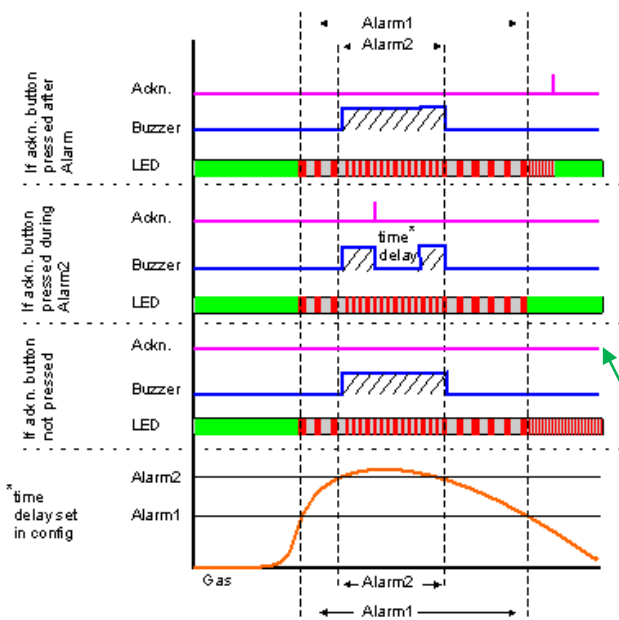 Alarm1
Alarm2
If ackn. button
pressed after
Alarm
Ackn.
Buzzer
LED
If ackn. button
pressed during
Alarm2
Ackn.
time*
delay
Buzzer
LED
If ackn. button
not pressed
Ackn.
Buzzer
LED
Alarm2
Alarm1
*time
delay set
in config
Gas
Alarm2
Alarm1